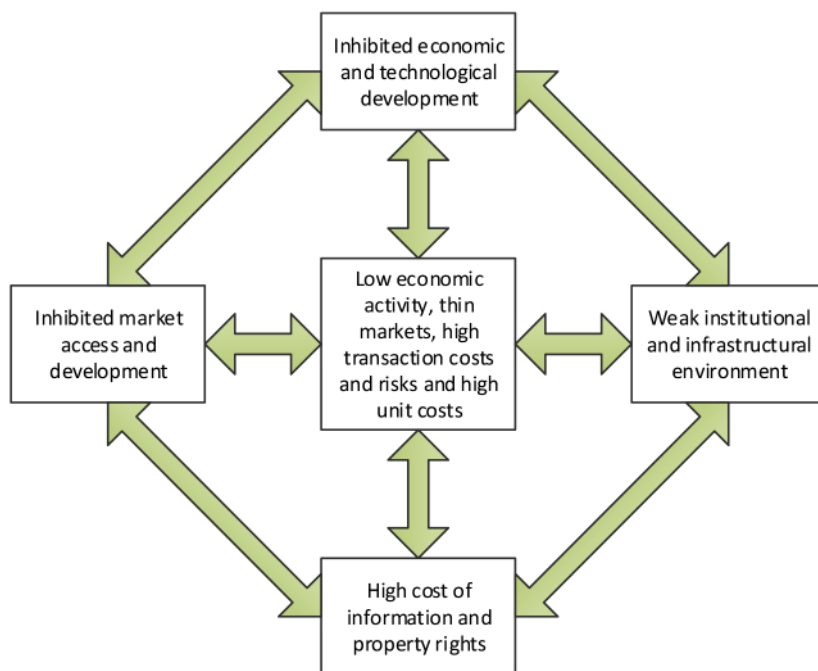 Inhibited economic
and technological
development
Inhibited market
access and
development
Low economic
activity, thin
markets, high
transaction costs
and risks and high
unit costs
Weak institutional
and infrastructural
environment
High cost of
information and
property rights